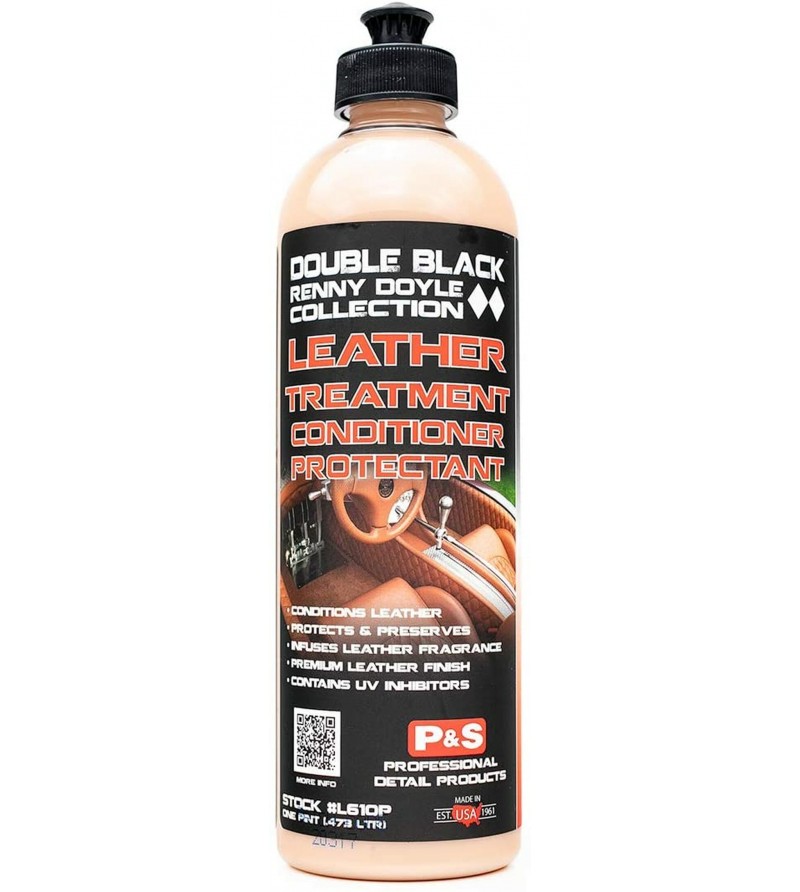 DOUBLE BLACK
RENNY DOYLE
COLLECTION
LEATHER
TREATMENT
CONDITIONER
PROTECTANT
• CONDITIONS LEATHER
• PROTECTS & PRESERVES
• INFUSES LEATHER FRAGRANCE
• PREMIUM LEATHER FINISH
• CONTAINS UV INHIBITORS
MORE INFO
P&S
PROFESSIONAL
DETAIL PRODUCTS
STOCK #L610P
ONE PINT (.473 LTR)
MADE IN
EST. USA 1961
20317